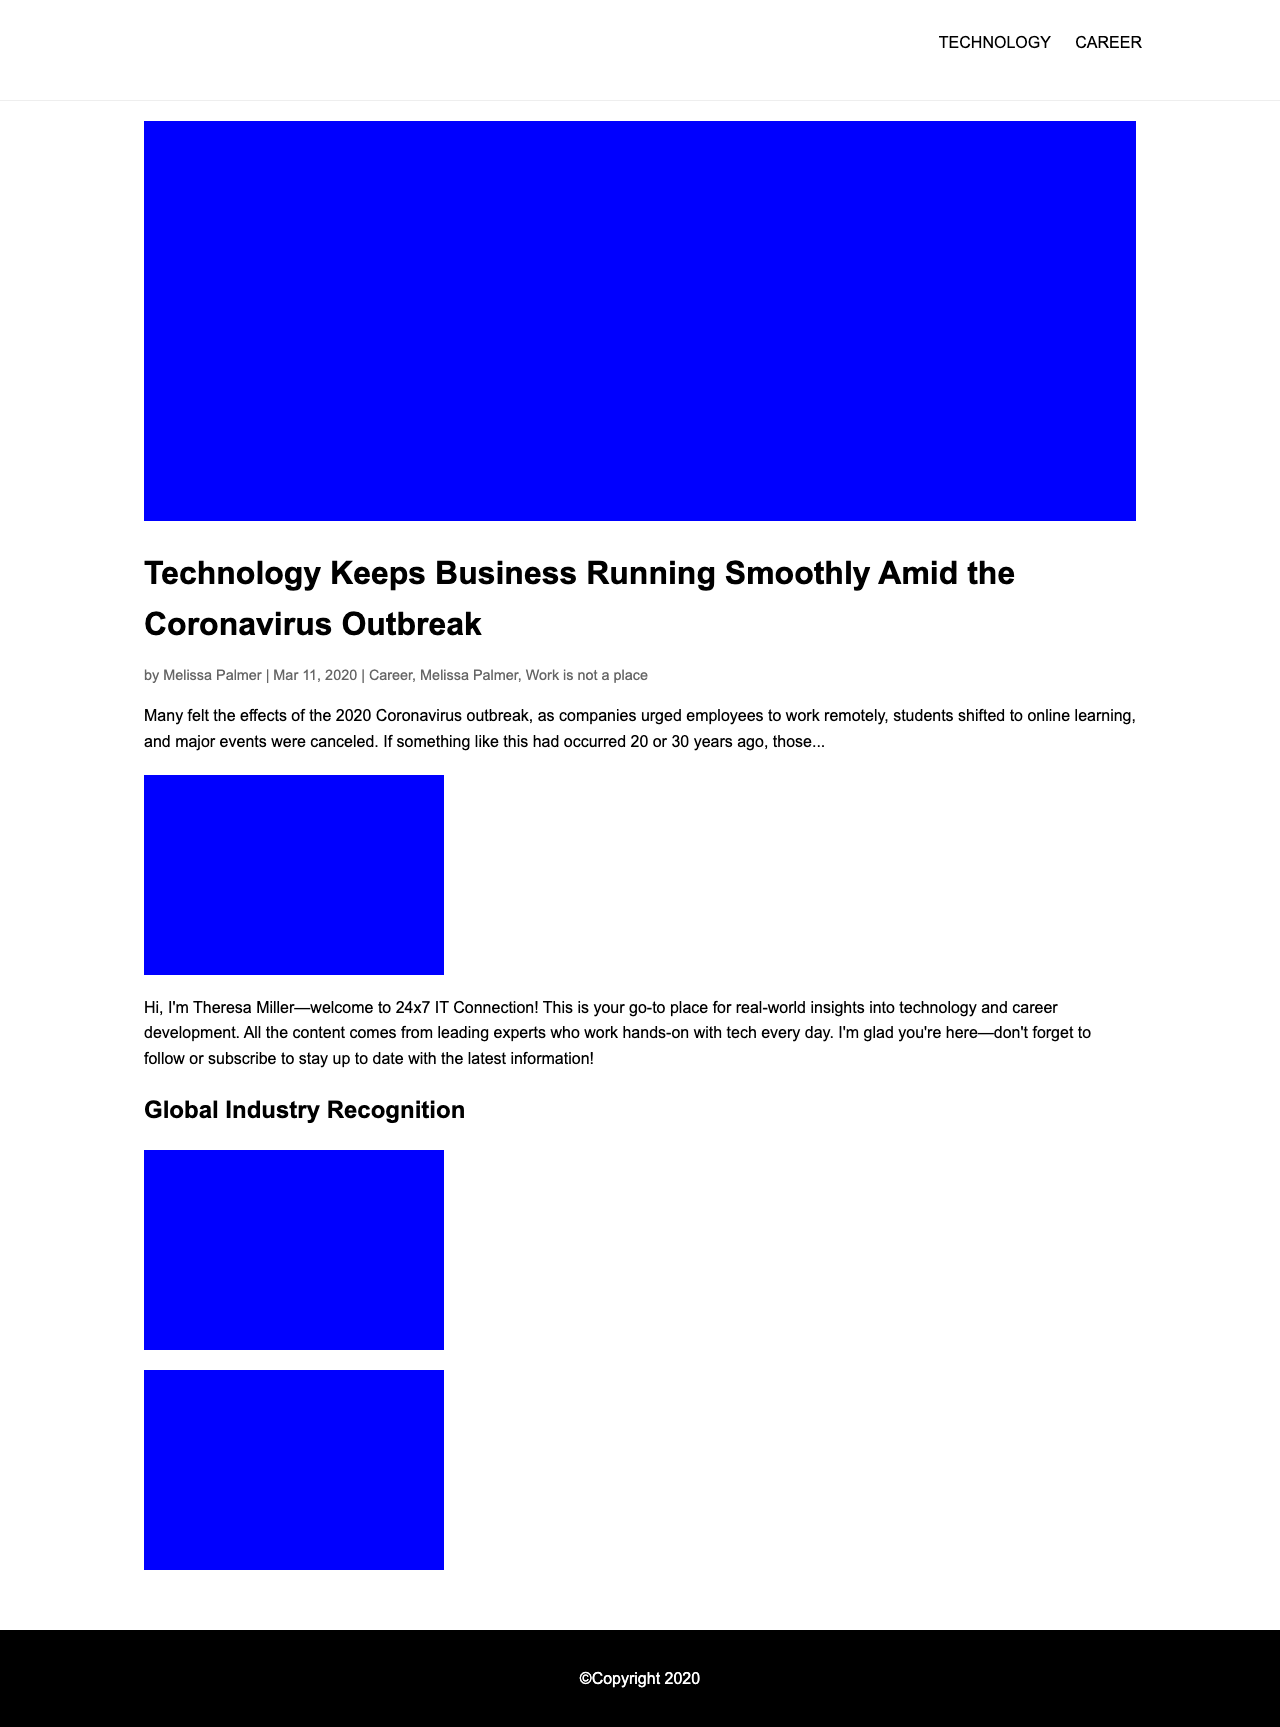 TECHNOLOGY CAREER
Technology Keeps Business Running Smoothly Amid the
Coronavirus Outbreak
by Melissa Palmer | Mar 11, 2020 | Career, Melissa Palmer, Work is not a place
Many felt the effects of the 2020 Coronavirus outbreak, as companies urged employees to work remotely, students shifted to online learning,
and major events were canceled. If something like this had occurred 20 or 30 years ago, those...
Hi, I'm Theresa Miller—welcome to 24x7 IT Connection! This is your go-to place for real-world insights into technology and career
development. All the content comes from leading experts who work hands-on with tech every day. I'm glad you're here—don't forget to
follow or subscribe to stay up to date with the latest information!
Global Industry Recognition
©Copyright 2020